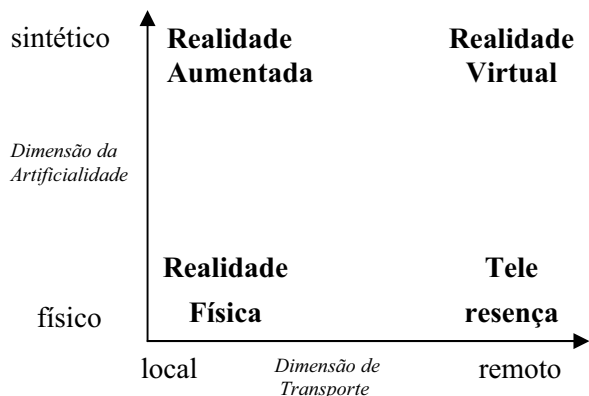 sintético
Realidade
Aumentada
Realidade
Virtual
Dimensão da
Artificialidade
Realidade
Física
Tele
resença
físico
local
Dimensão de
Transporte
remoto